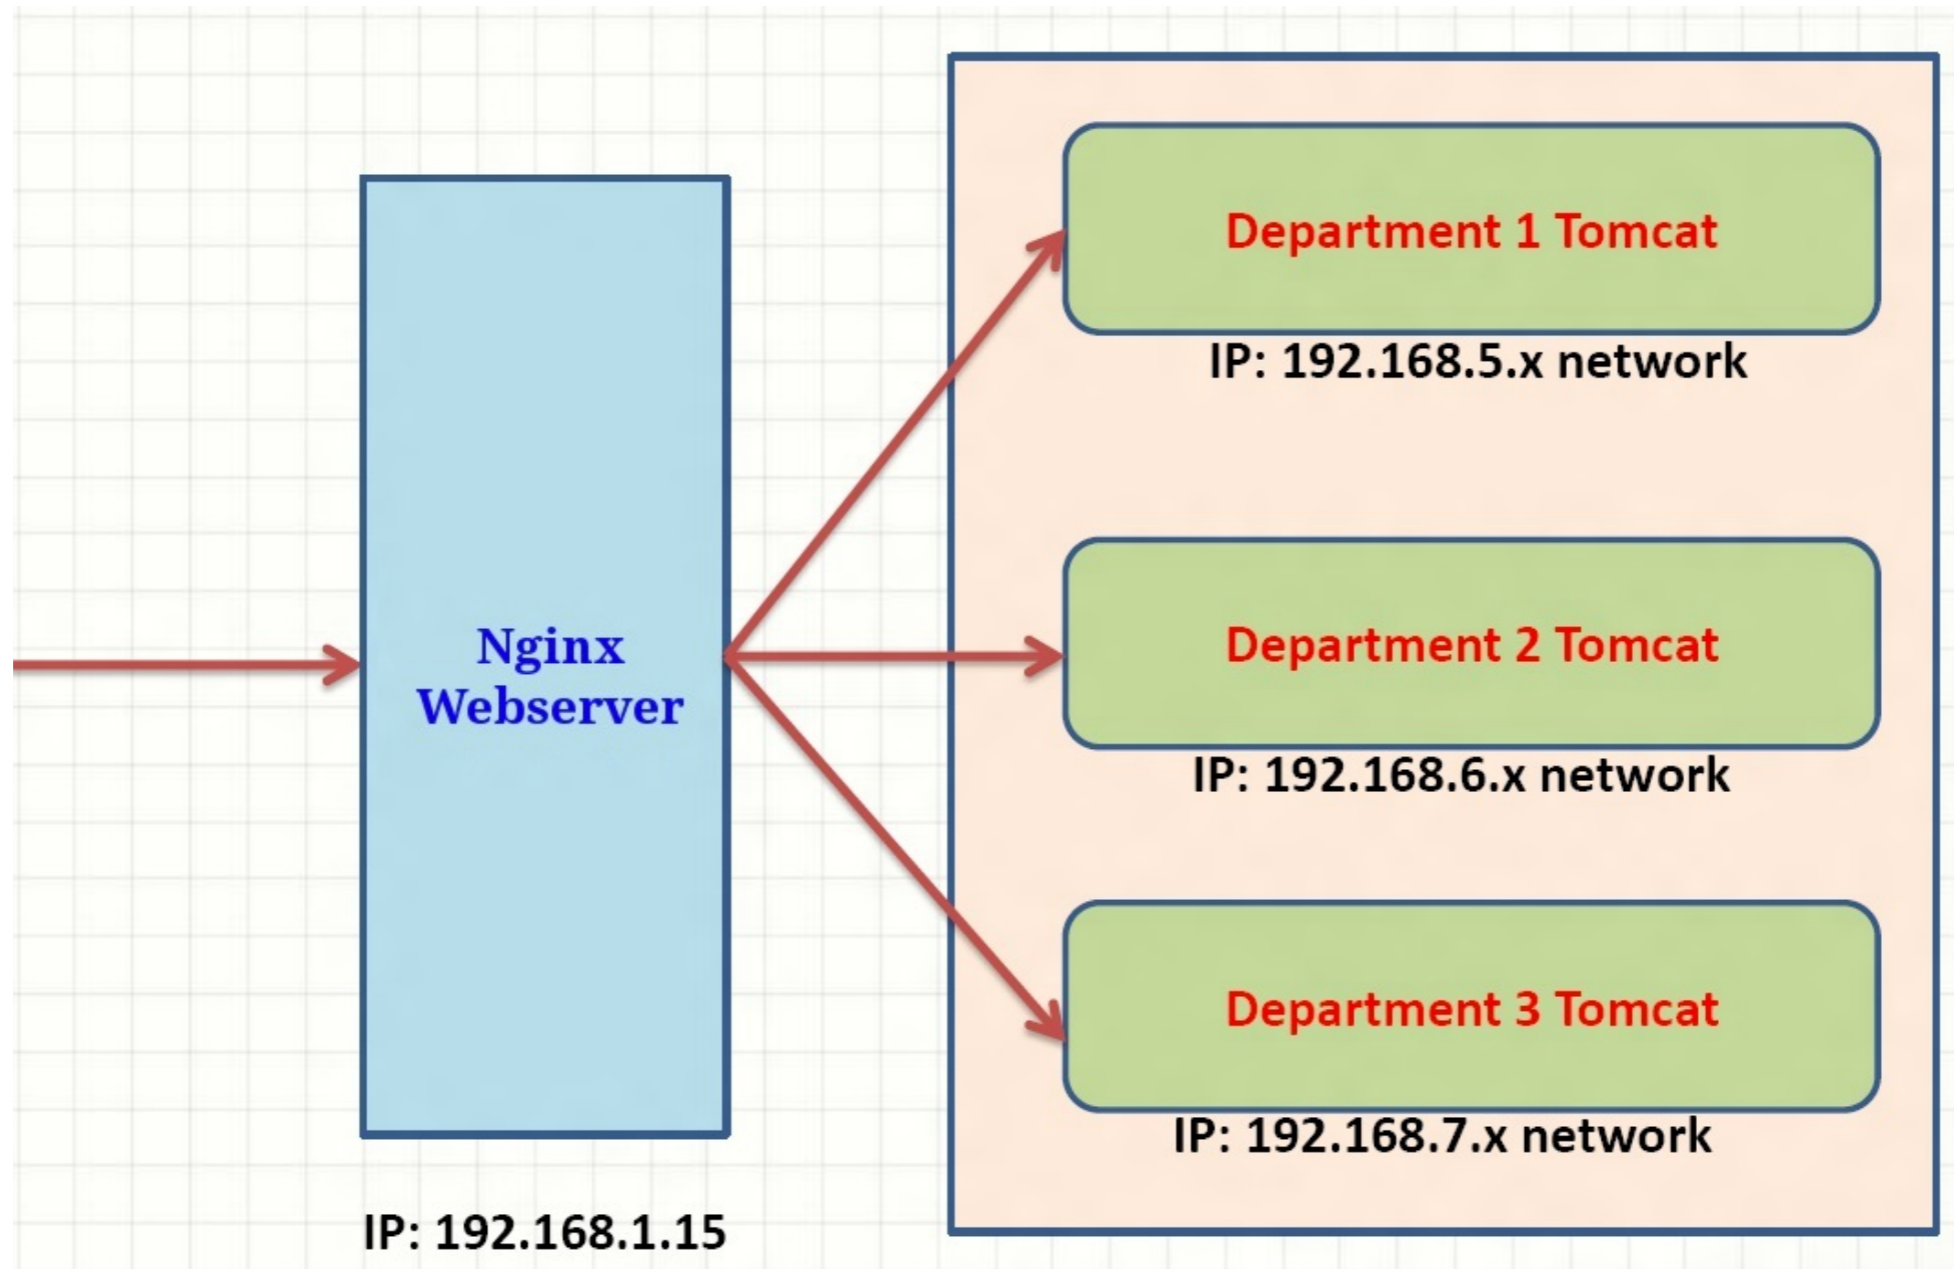 Department 1 Tomcat
IP: 192.168.5.x network
Nginx
Webserver
Department 2 Tomcat
IP: 192.168.6.x network
Department 3 Tomcat
IP: 192.168.7.x network
IP: 192.168.1.15